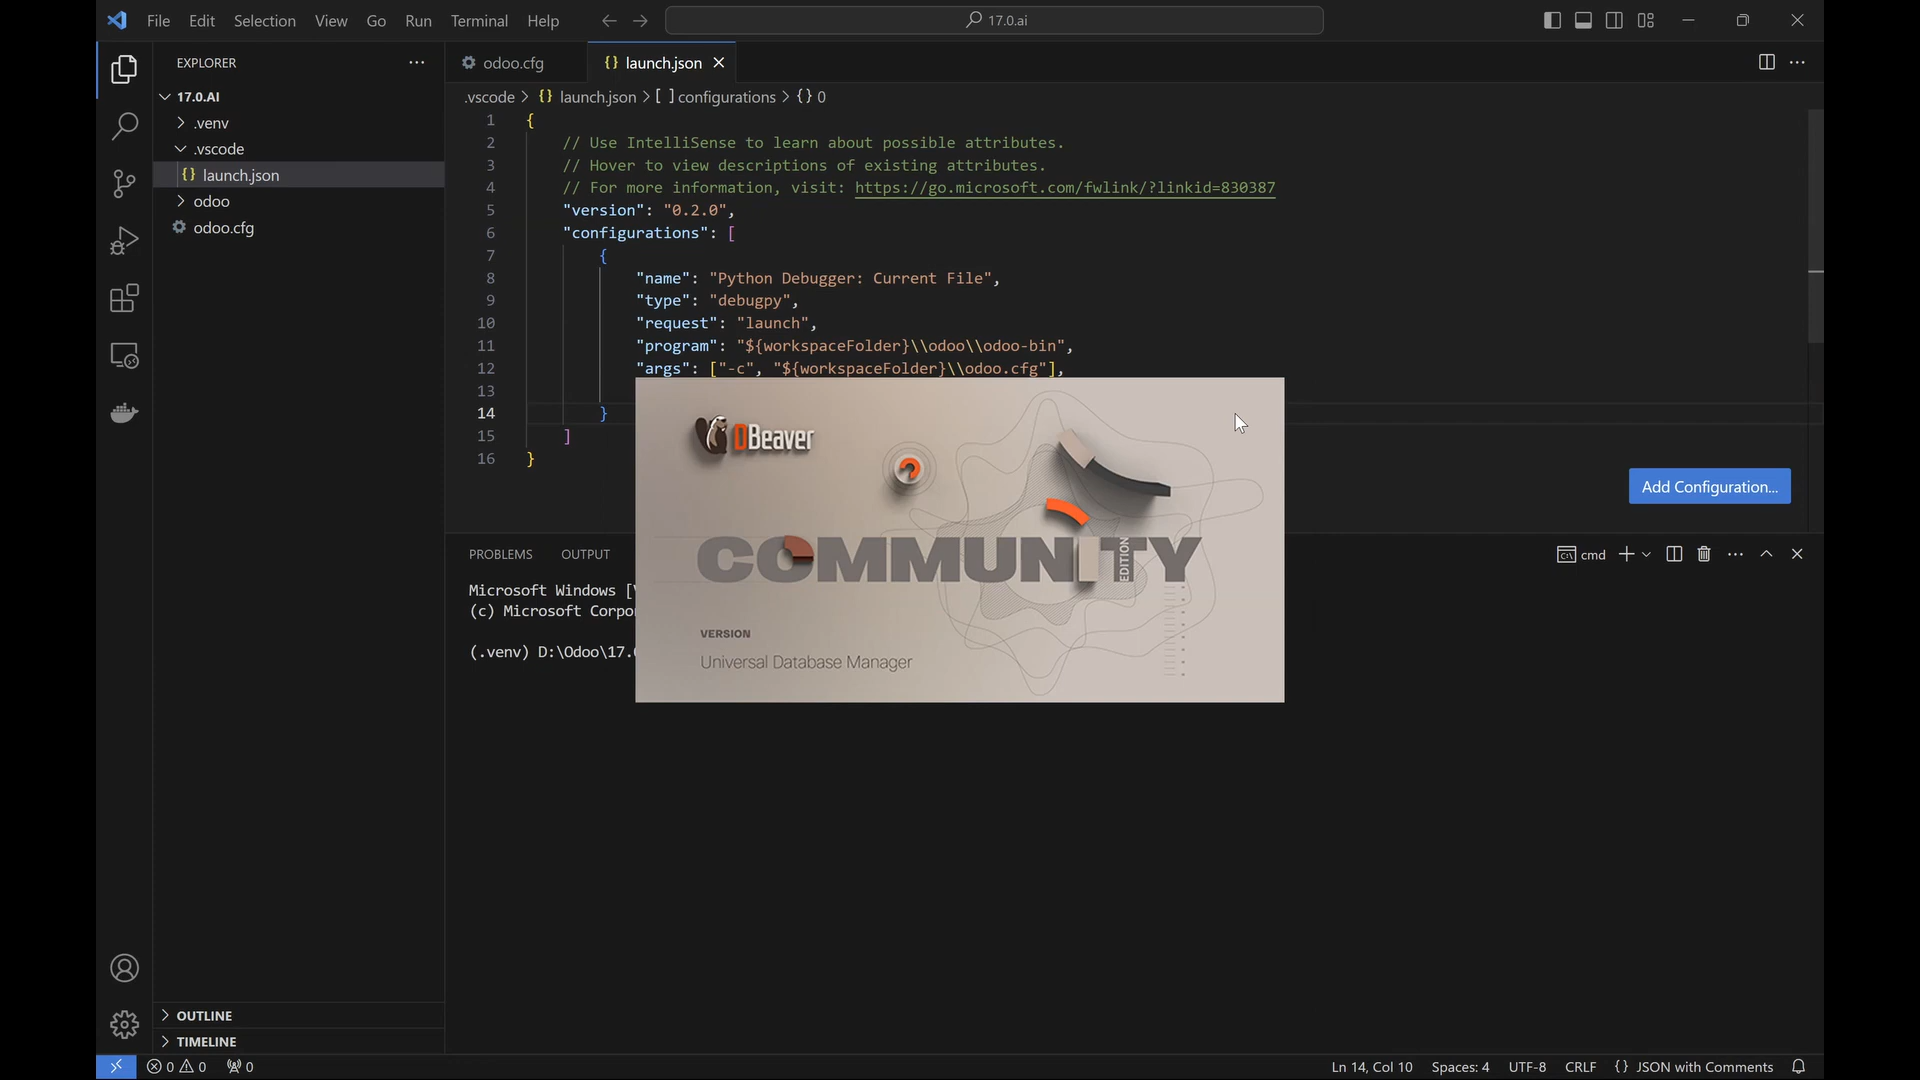 File Edit Selection View Go Run Terminal Help
17.0.ai
EXPLORER
17.0.AI
.venv
.vscode
launch.json
odoo
odoo.cfg
OUTLINE
TIMELINE
odoo.cfg
launch.json
.vscode > {} launch.json > [ ] configurations > {} 0
1 {
2 // Use IntelliSense to learn about possible attributes.
3 // Hover to view descriptions of existing attributes.
4 // For more information, visit: https://go.microsoft.com/fwlink/?linkid=830387
5 "version": "0.2.0",
6 "configurations": [
7 {
8 "name": "Python Debugger: Current File",
9 "type": "debugpy",
10 "request": "launch",
11 "program": "${workspaceFolder}\\odoo\\odoo-bin",
12 "args": ["-c", "${workspaceFolder}\\odoo.cfg"],
13
14 }
15 ]
16 }
Add Configuration...
DBeaver
COMMUNITY
EDITION
VERSION
Universal Database Manager
PROBLEMS OUTPUT
cmd
Microsoft Windows [
(c) Microsoft Corpor
(.venv) D:\Odoo\17.
0 0 0
Ln 14, Col 10 Spaces: 4 UTF-8 CRLF {} JSON with Comments